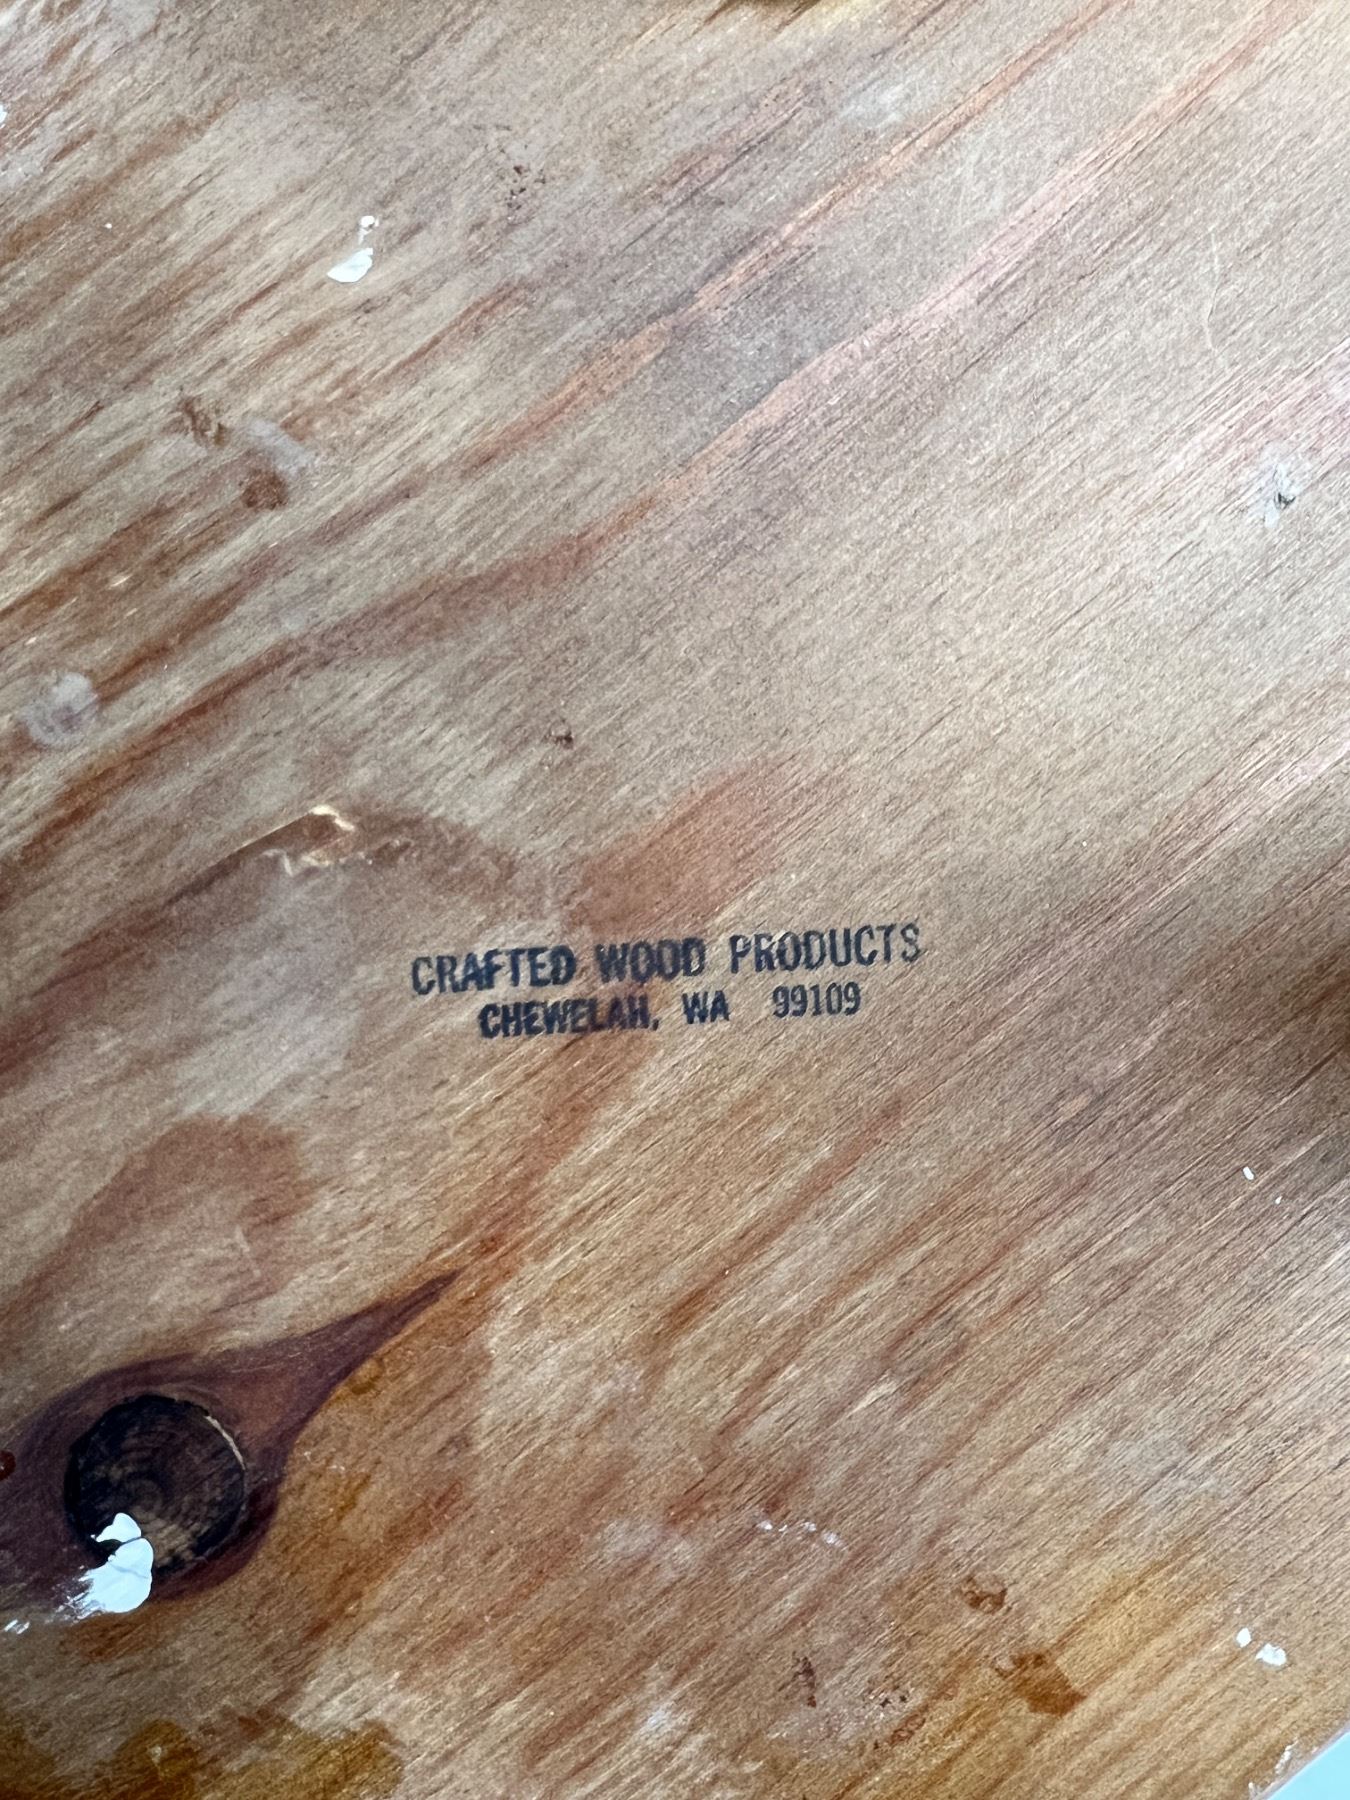 CRAFTED WOOD PRODUCTS
CHEWELAH, WA 99109